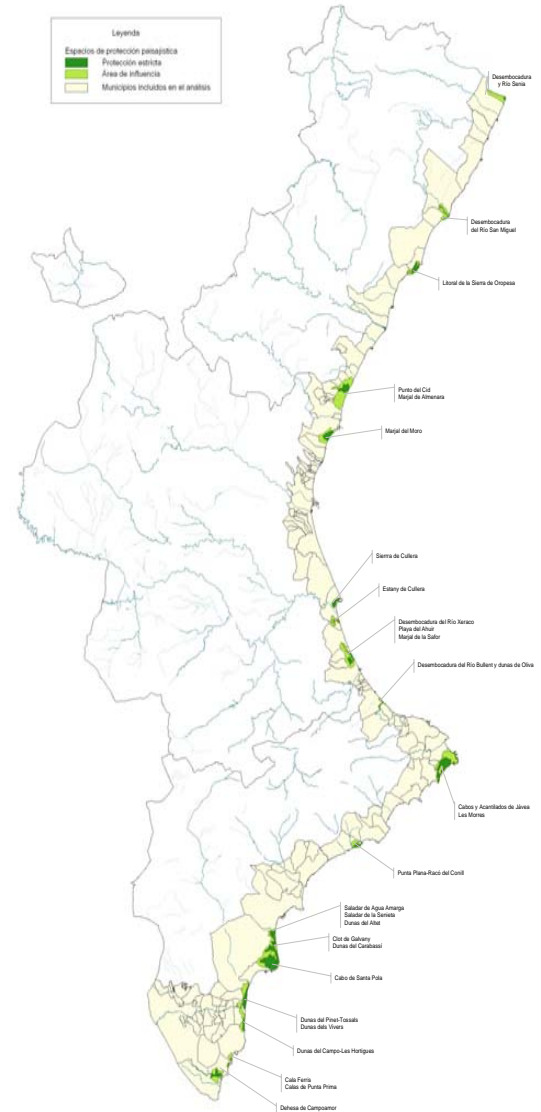 Leyenda
Espacios de protección paisajística
Protección estricta
Área de influencia
Municipios incluidos en el análisis
Desembocadura
y Río Senia
Desembocadura
del Río San Miguel
Litoral de la Sierra de Oropesa
Punto del Cid
Marjal de Almenara
Marjal del Moro
Sierrra de Cullera
Estany de Cullera
Desembocadura del Río Xeraco
Playa del Ahuir
Marjal de la Safor
Desembocadura del Río Bullent y dunas de Oliva
Cabos y Acantilados de Jávea
Les Morres
Punta Plana-Racó del Conill
Saladar de Agua Amarga
Saladar de la Senieta
Dunas del Altet
Clot de Galvany
Dunas del Carabassí
Cabo de Santa Pola
Dunas del Pinet-Tossals
Dunas dels Vivers
Dunas del Campo-Les Hortigues
Cala Ferris
Calas de Punta Prima
Dehesa de Campoamor